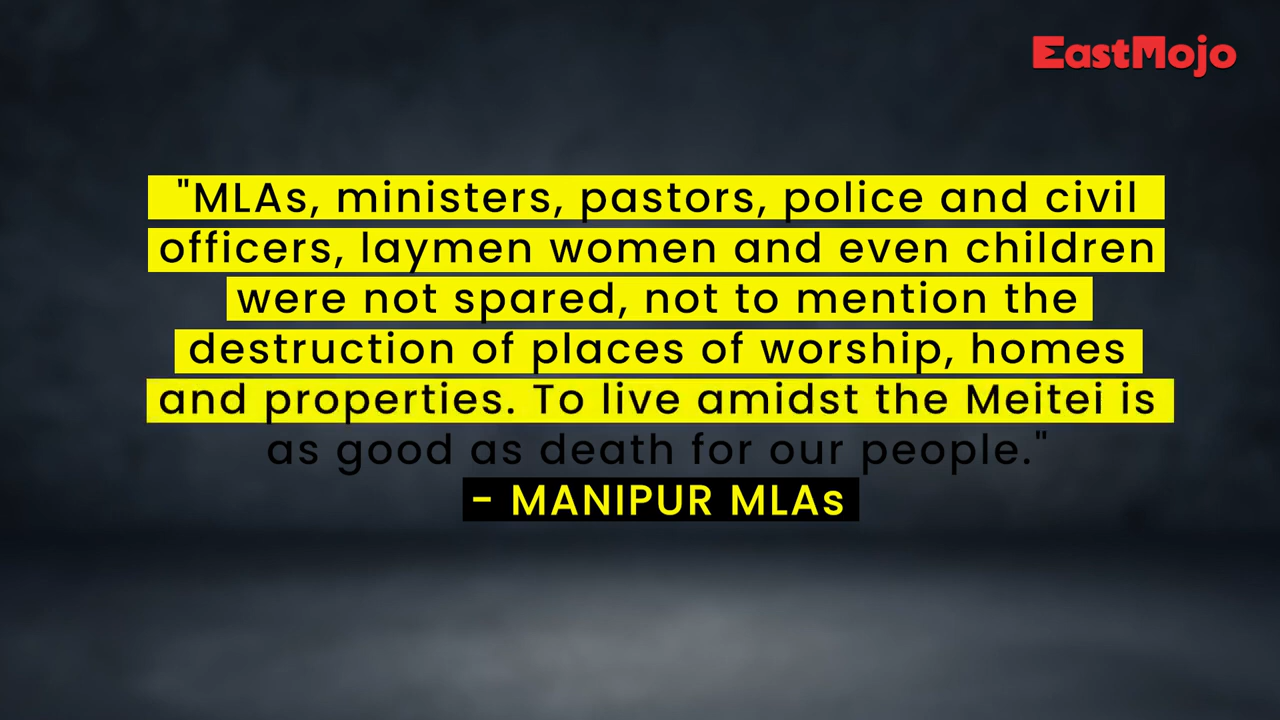 EastMojo
"MLAs, ministers, pastors, police and civil
officers, laymen women and even children
were not spared, not to mention the
destruction of places of worship, homes
and properties. To live amidst the Meitei is
as good as death for our people."
- MANIPUR MLAs